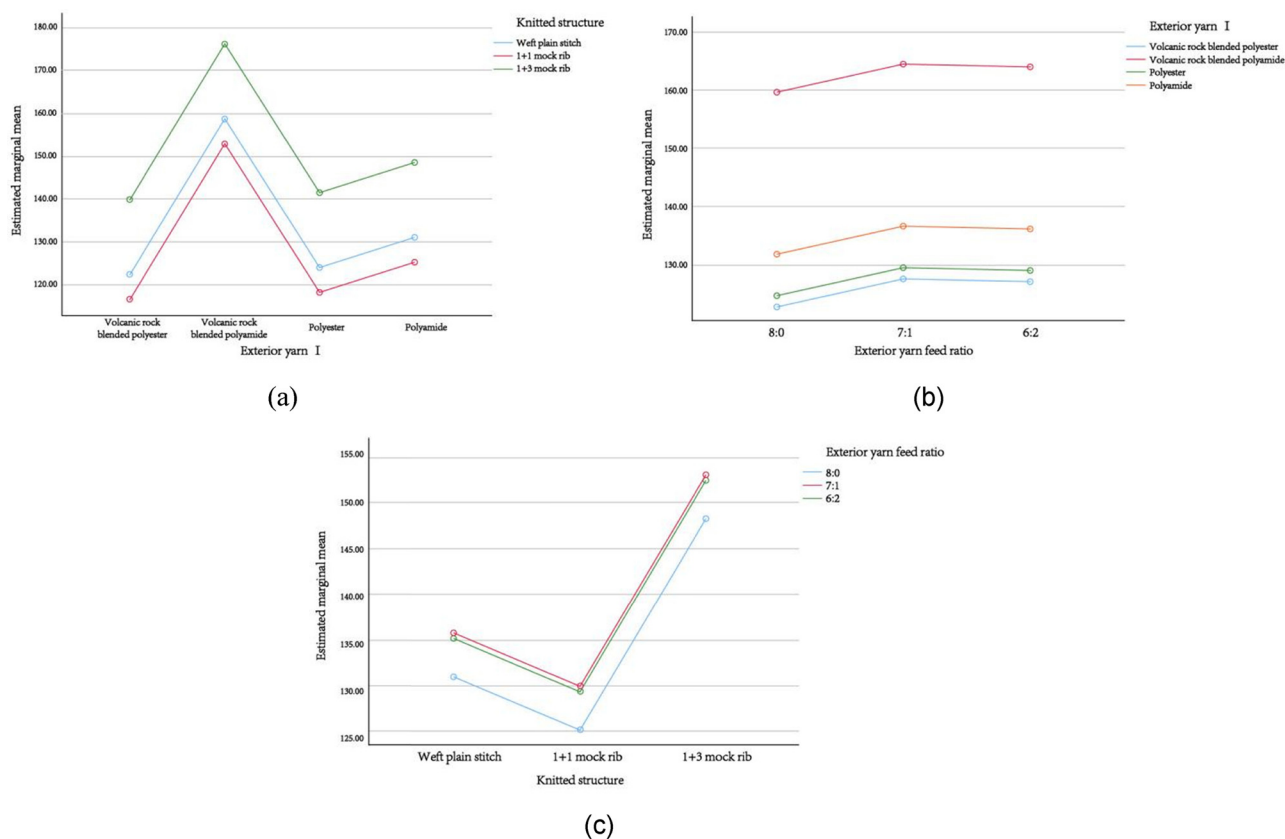 Knitted structure
Weft plain stitch
1+1 mock rib
1+3 mock rib
Estimated marginal mean
180.00
170.00
160.00
150.00
140.00
130.00
120.00
Volcanic rock
blended polyester
Volcanic rock
blended polyamide
Polyester
Polyamide
Exterior yarn I
(a)
Exterior yarn I
Volcanic rock blended polyester
Volcanic rock blended polyamide
Polyester
Polyamide
Estimated marginal mean
170.00
160.00
150.00
140.00
130.00
8:0
7:1
6:2
Exterior yarn feed ratio
(b)
Exterior yarn feed ratio
8:0
7:1
6:2
Estimated marginal mean
155.00
150.00
145.00
140.00
135.00
130.00
125.00
Weft plain stitch
1+1 mock rib
1+3 mock rib
Knitted structure
(c)